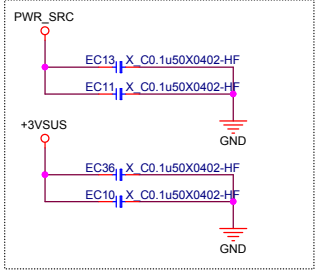 PWR_SRC
EC13 X_C0.1u50X0402-HF
EC11 X_C0.1u50X0402-HF
GND
+3VSUS
EC36 X_C0.1u50X0402-HF
EC10 X_C0.1u50X0402-HF
GND